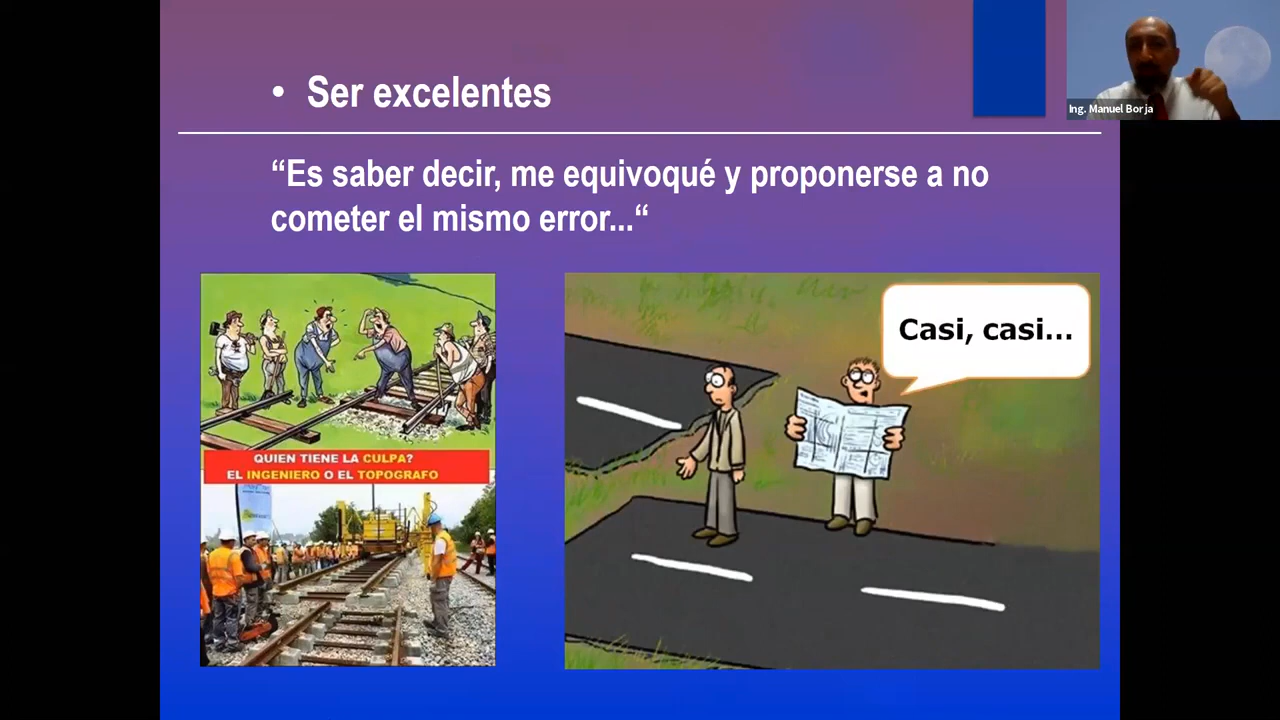 • Ser excelentes
Ing. Manuel Borja
“Es saber decir, me equivoqué y proponerse a no
cometer el mismo error...“
Casi, casi...
QUIEN TIENE LA CULPA?
EL INGENIERO O EL TOPOGRAFO